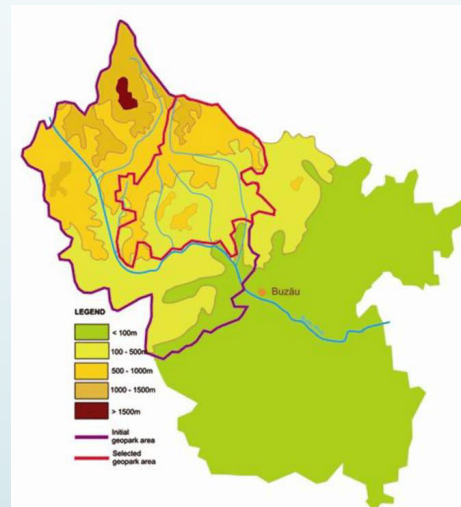 Buzău
LEGEND
< 100m
100 - 500m
500 - 1000m
1000 - 1500m
> 1500m
Initial
geopark area
Selected
geopark area